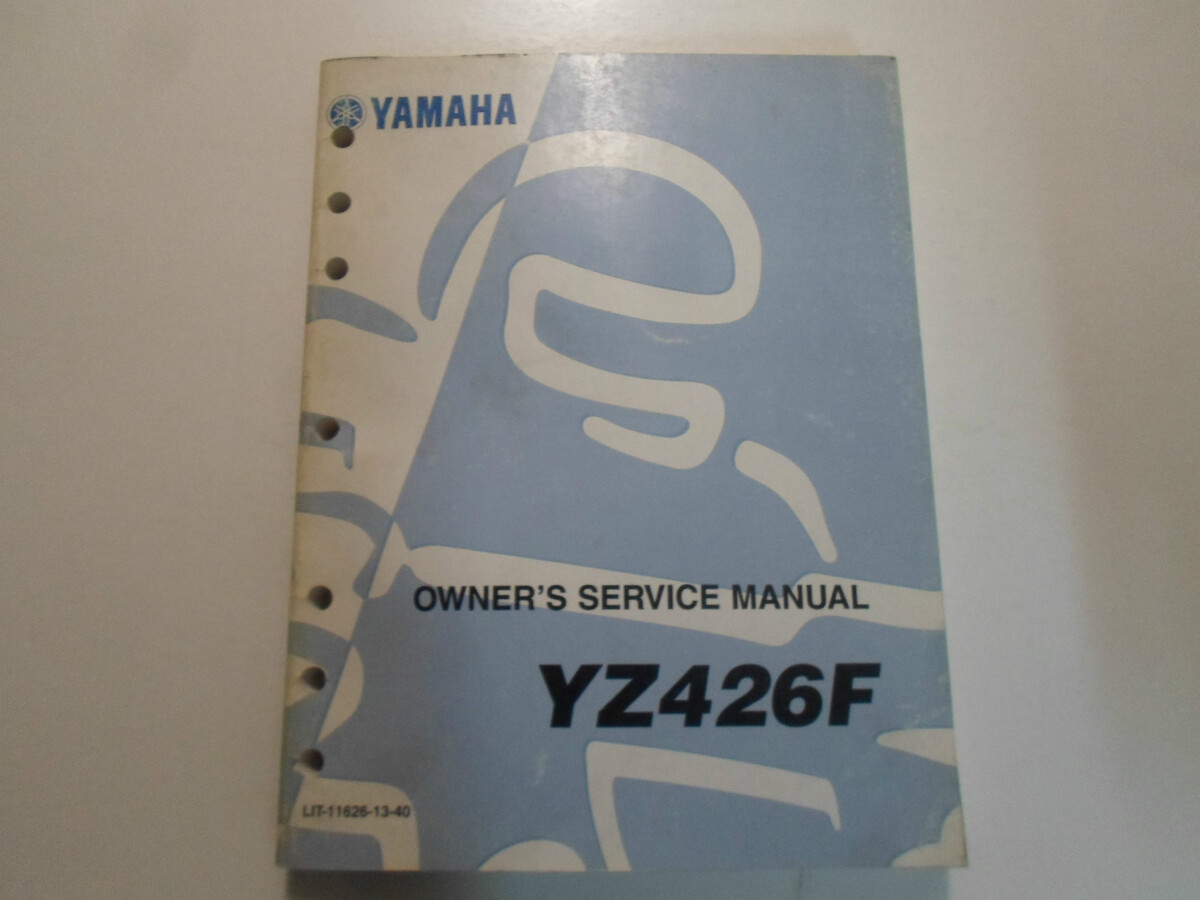 YAMAHA
OWNER'S SERVICE MANUAL
YZ426F
LIT-11626-13-40